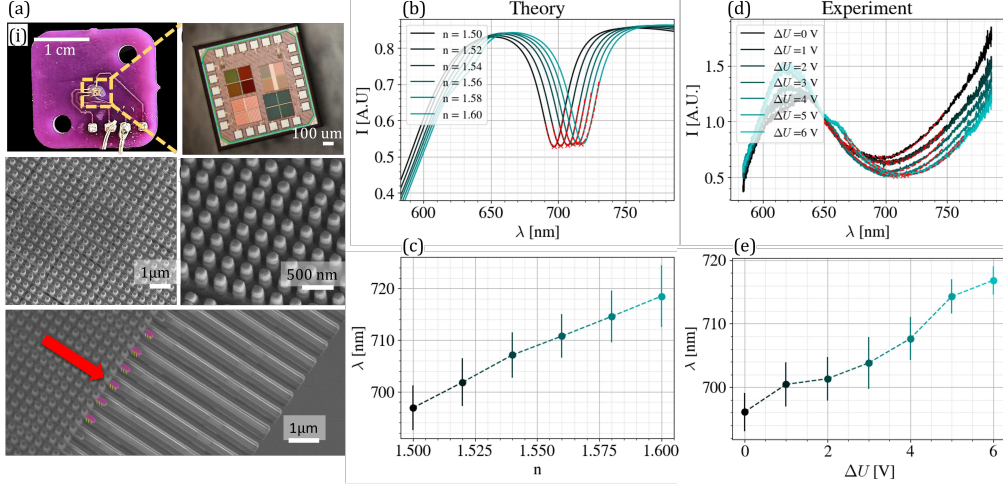 (a)
(i)
1 cm
100 um
1μm
500 nm
1μm
(b)
Theory
I [A.U]
0.8
0.7
0.6
0.5
0.4
n = 1.50
n = 1.52
n = 1.54
n = 1.56
n = 1.58
n = 1.60
600
650
700
750
λ [nm]
(c)
λ [nm]
720
710
700
1.500
1.525
1.550
1.575
1.600
n
(d)
Experiment
I [A.U.]
1.5
1.0
0.5
ΔU=0 V
ΔU = 1 V
ΔU = 2 V
ΔU = 3 V
ΔU = 4 V
ΔU = 5 V
ΔU = 6 V
600
650
700
750
λ [nm]
(e)
λ [nm]
720
710
700
0
1
2
3
4
5
6
ΔU [V]